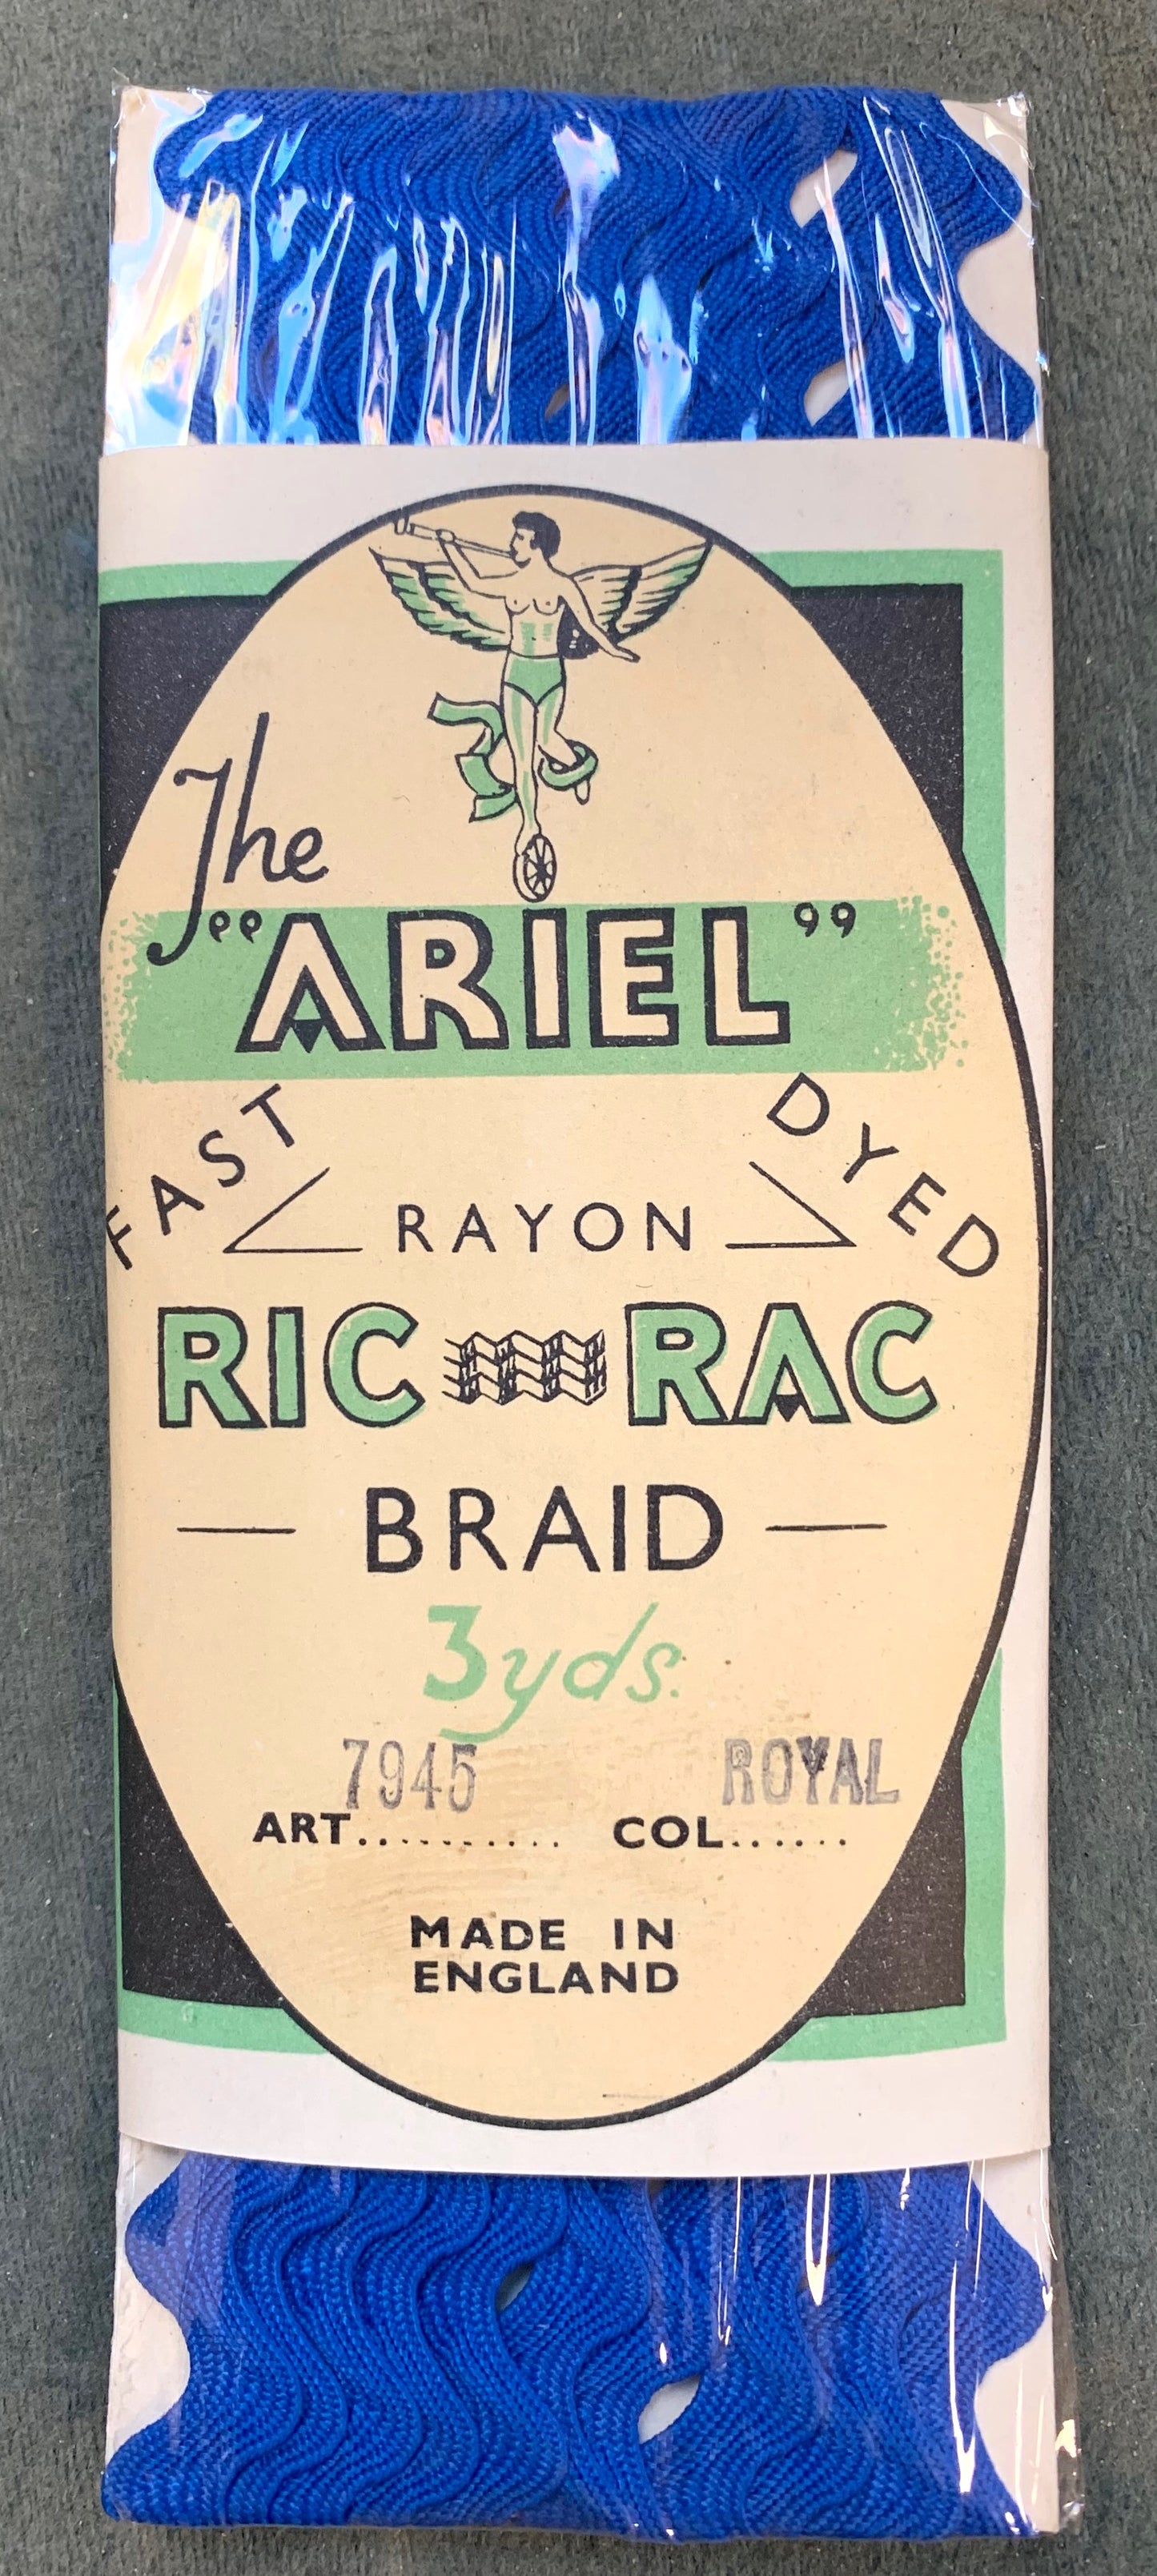 The
"ARIEL"
FAST DYED
RAYON
RIC RAC
BRAID
3yds.
7945 ROYAL
ART.......... COL......
MADE IN
ENGLAND